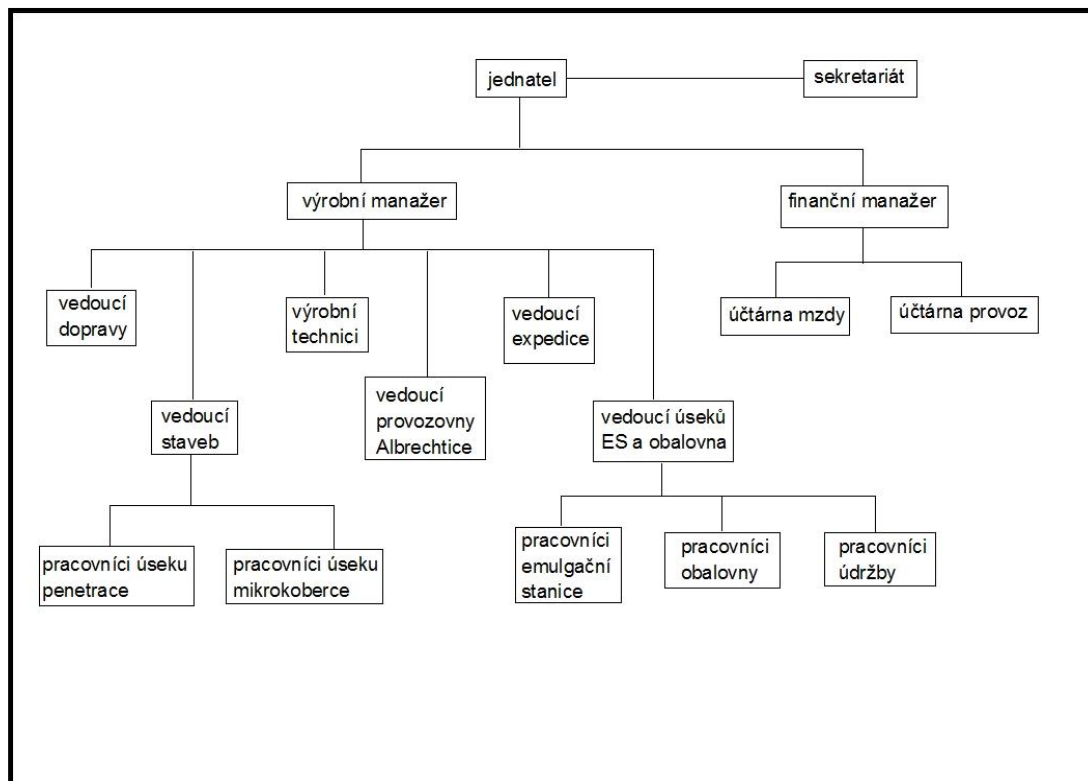 jednatel
sekretariát
výrobní manažer
finanční manažer
vedoucí
dopravy
výrobní
technici
vedoucí
expedice
účtárna mzdy
účtárna provoz
vedoucí
staveb
vedoucí
provozovny
Albrechtice
vedoucí úseků
ES a obalovna
pracovníci úseku
penetrace
pracovníci úseku
mikrokoberce
pracovníci
emulgační
stanice
pracovníci
obalovny
pracovníci
údržby